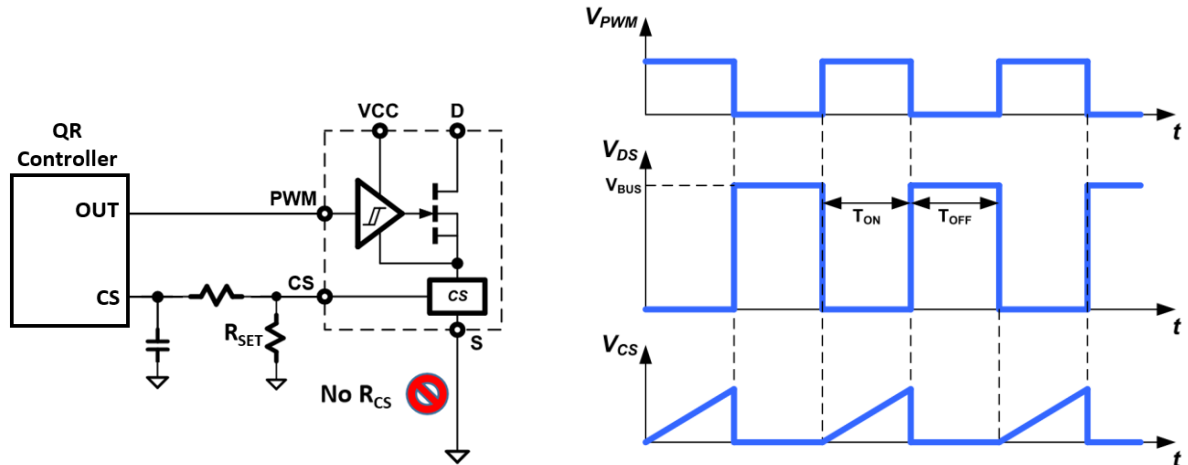 QR
Controller
OUT
CS
PWM
VCC
D
CS
CS
S
RSET
No RCS
VPWM
t
VDS
VBUS
TON
TOFF
t
VCS
t